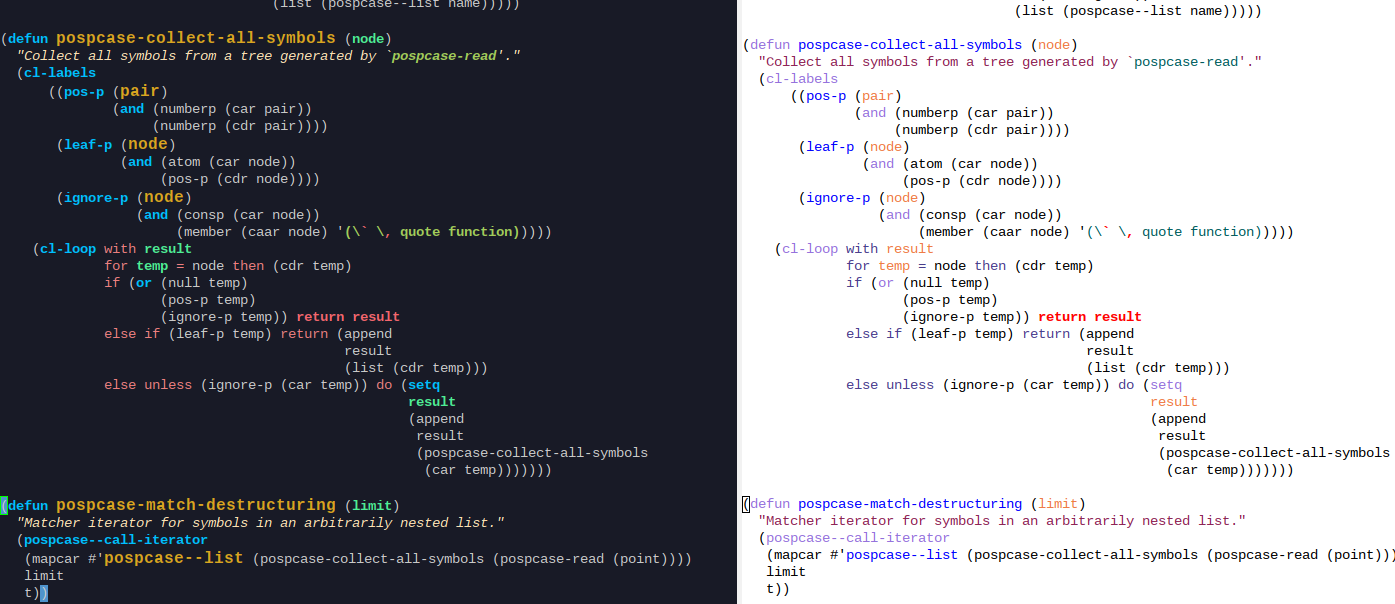 (list (pospcase--list name)))))
(defun pospcase-collect-all-symbols (node)
"Collect all symbols from a tree generated by `pospcase-read'."
(cl-labels
((pos-p (pair)
(and (numberp (car pair))
(numberp (cdr pair))))
(leaf-p (node)
(and (atom (car node))
(pos-p (cdr node))))
(ignore-p (node)
(and (consp (car node))
(member (caar node) '(\` \, quote function)))))
(cl-loop with result
for temp = node then (cdr temp)
if (or (null temp)
(pos-p temp)
(ignore-p temp)) return result
else if (leaf-p temp) return (append
result
(list (cdr temp)))
else unless (ignore-p (car temp)) do (setq
result
(append
result
(pospcase-collect-all-symbols
(car temp)))))))
(defun pospcase-match-destructuring (limit)
"Matcher iterator for symbols in an arbitrarily nested list."
(pospcase--call-iterator
(mapcar #'pospcase--list (pospcase-collect-all-symbols (pospcase-read (point))))
limit
t))
(list (pospcase--list name)))))
(defun pospcase-collect-all-symbols (node)
"Collect all symbols from a tree generated by `pospcase-read'."
(cl-labels
((pos-p (pair)
(and (numberp (car pair))
(numberp (cdr pair))))
(leaf-p (node)
(and (atom (car node))
(pos-p (cdr node))))
(ignore-p (node)
(and (consp (car node))
(member (caar node) '(\` \, quote function)))))
(cl-loop with result
for temp = node then (cdr temp)
if (or (null temp)
(pos-p temp)
(ignore-p temp)) return result
else if (leaf-p temp) return (append
result
(list (cdr temp)))
else unless (ignore-p (car temp)) do (setq
result
(append
result
(pospcase-collect-all-symbols
(car temp)))))))
(defun pospcase-match-destructuring (limit)
"Matcher iterator for symbols in an arbitrarily nested list."
(pospcase--call-iterator
(mapcar #'pospcase--list (pospcase-collect-all-symbols (pospcase-read (point)))
limit
t))